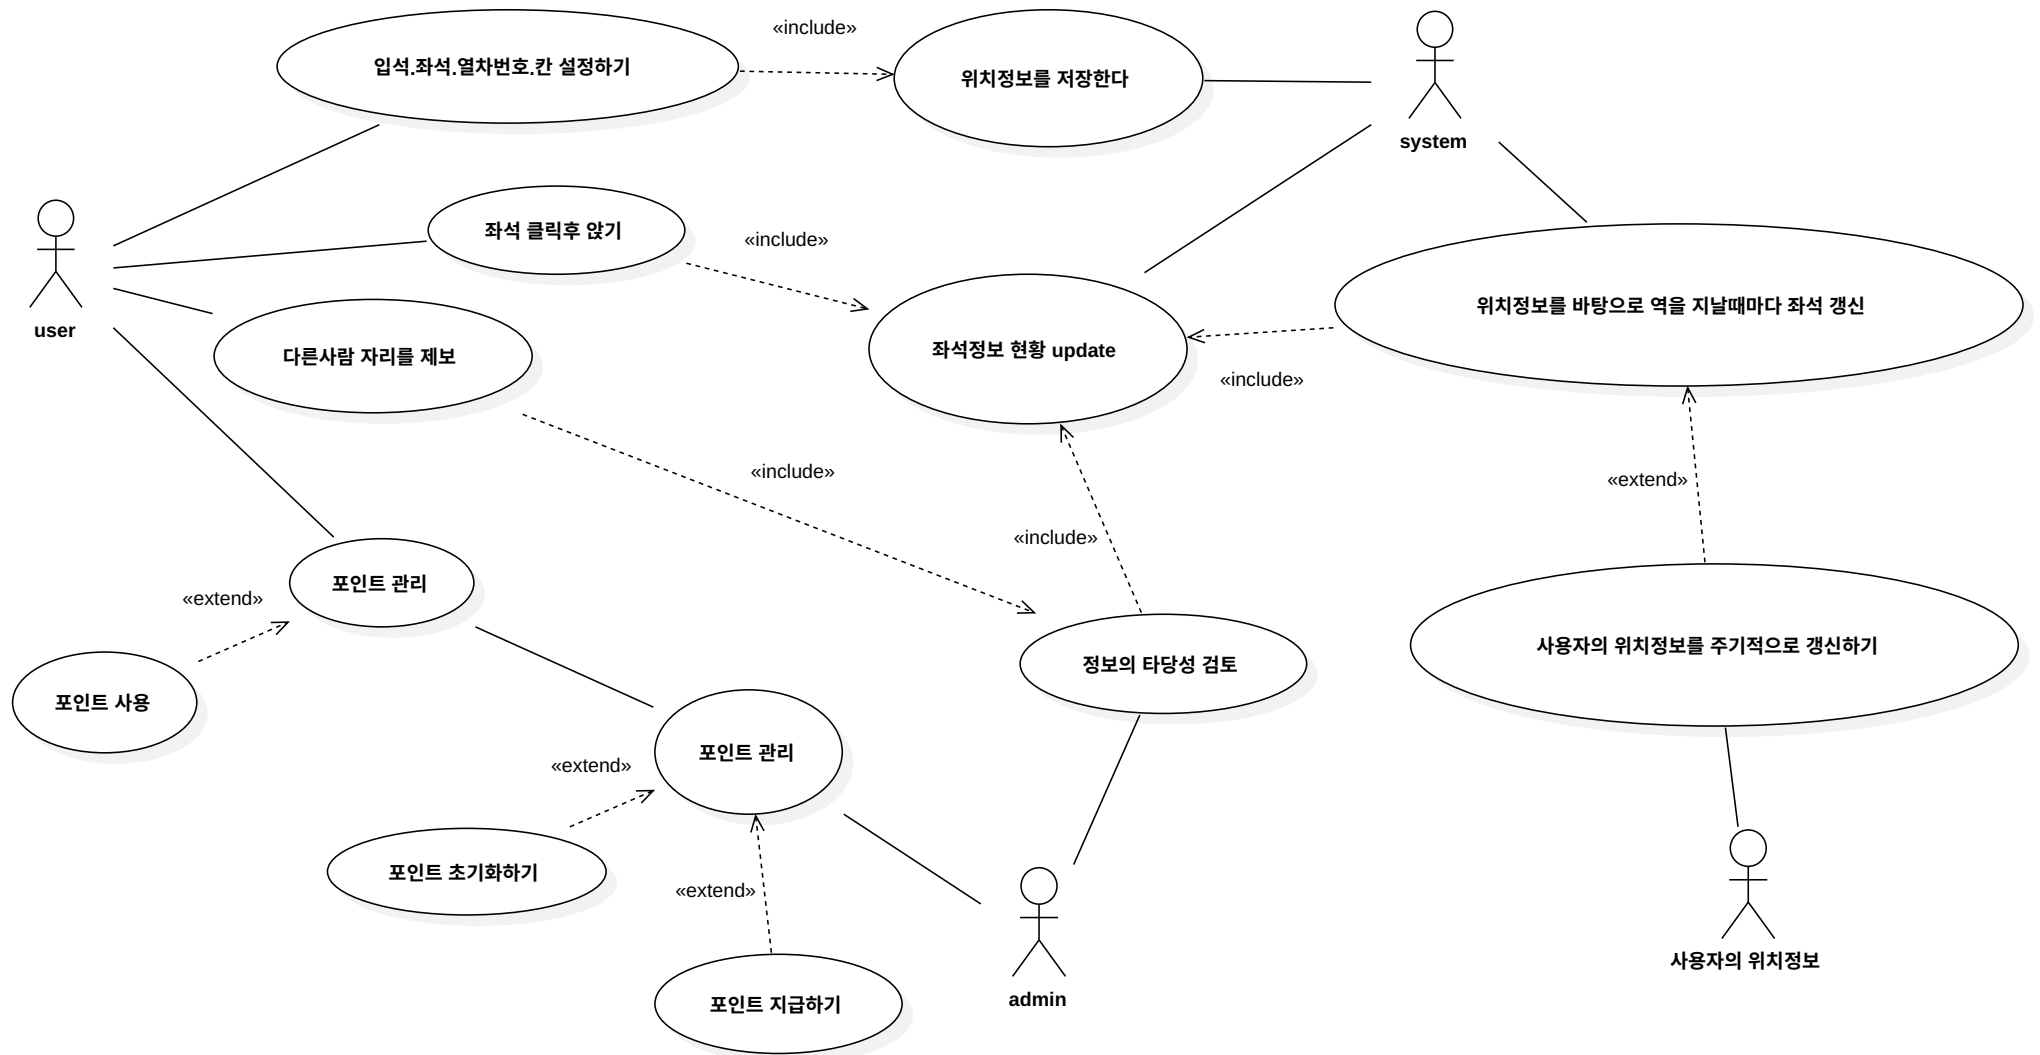 «include»
입석.좌석.열차번호.칸 설정하기
위치정보를 저장한다
system
좌석 클릭후 앉기
«include»
user
다른사람 자리를 제보
좌석정보 현황 update
위치정보를 바탕으로 역을 지날때마다 좌석 갱신
«include»
«include»
«extend»
«include»
포인트 관리
«extend»
포인트 사용
정보의 타당성 검토
사용자의 위치정보를 주기적으로 갱신하기
포인트 관리
«extend»
포인트 초기화하기
«extend»
사용자의 위치정보
admin
포인트 지급하기